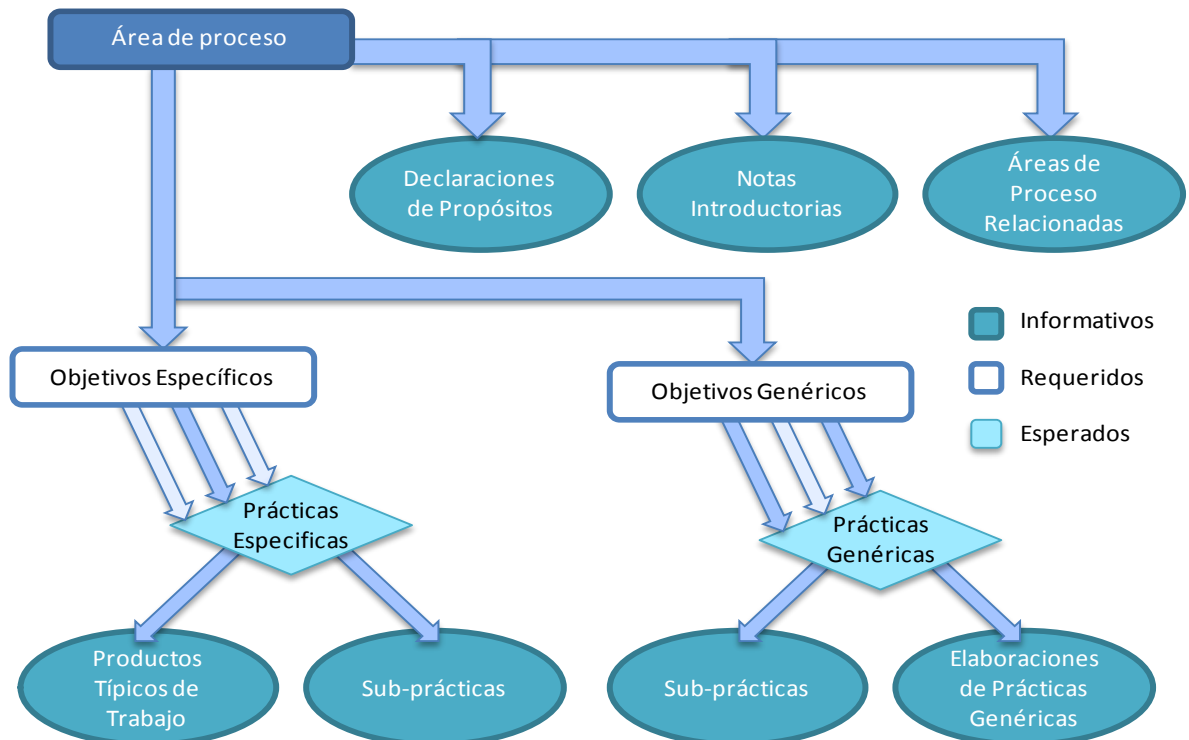 Área de proceso
Declaraciones
de Propósitos
Notas
Introductorias
Áreas de
Proceso
Relacionadas
Informativos
Requeridos
Esperados
Objetivos Específicos
Objetivos Genéricos
Prácticas
Especificas
Prácticas
Genéricas
Productos
Típicos de
Trabajo
Sub-prácticas
Sub-prácticas
Elaboraciones
de Prácticas
Genéricas